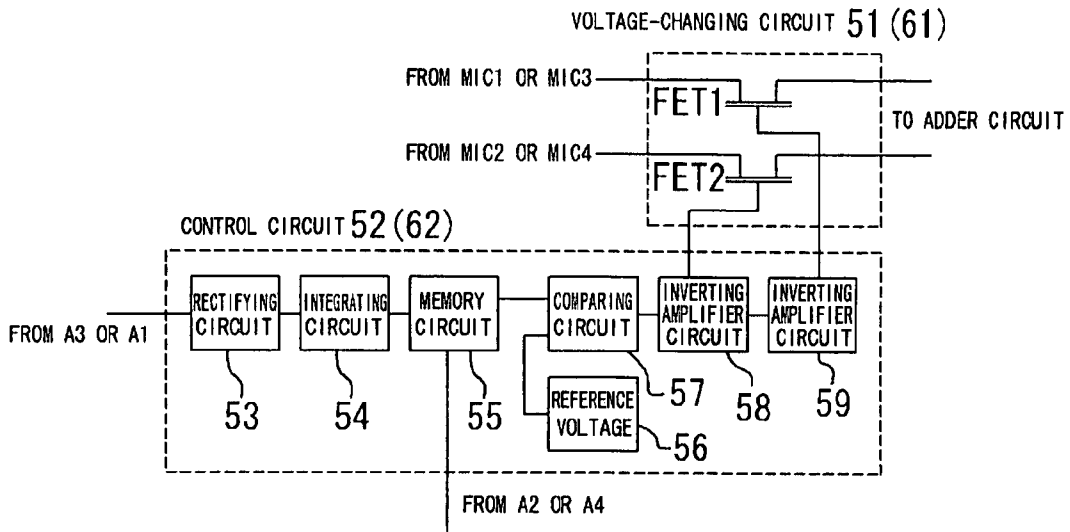 VOLTAGE-CHANGING CIRCUIT 51(61)
FROM MIC1 OR MIC3
FET1
TO ADDER CIRCUIT
FROM MIC2 OR MIC4
FET2
CONTROL CIRCUIT 52(62)
FROM A3 OR A1
RECTIFYING
CIRCUIT
INTEGRATING
CIRCUIT
MEMORY
CIRCUIT
COMPARING
CIRCUIT
INVERTING
AMPLIFIER
CIRCUIT
INVERTING
AMPLIFIER
CIRCUIT
53
54
55
57
58
59
REFERENCE
VOLTAGE
56
FROM A2 OR A4